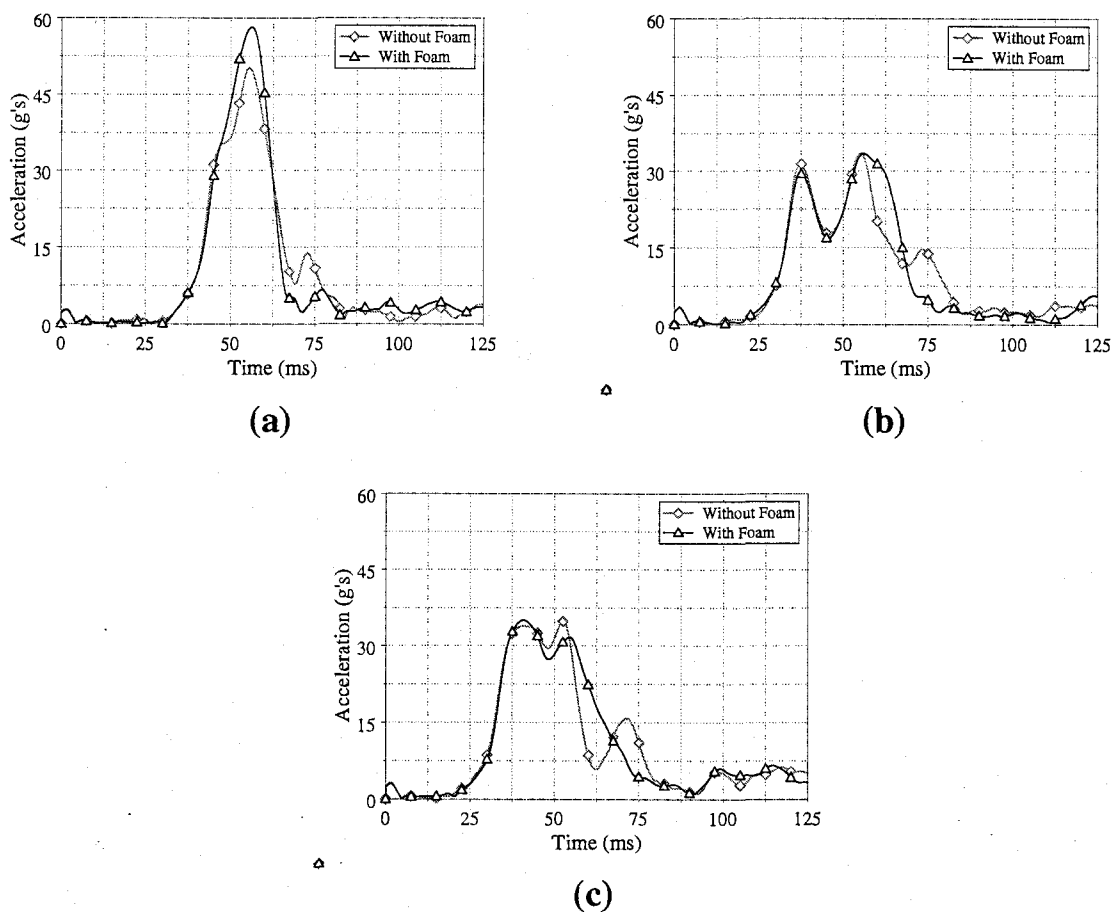 60
45
30
15
0
Acceleration (g's)
Without Foam
With Foam
0 25 50 75 100 125
Time (ms)
(a)
60
45
30
15
0
Acceleration (g's)
Without Foam
With Foam
0 25 50 75 100 125
Time (ms)
(b)
60
45
30
15
0
Acceleration (g's)
Without Foam
With Foam
0 25 50 75 100 125
Time (ms)
(c)